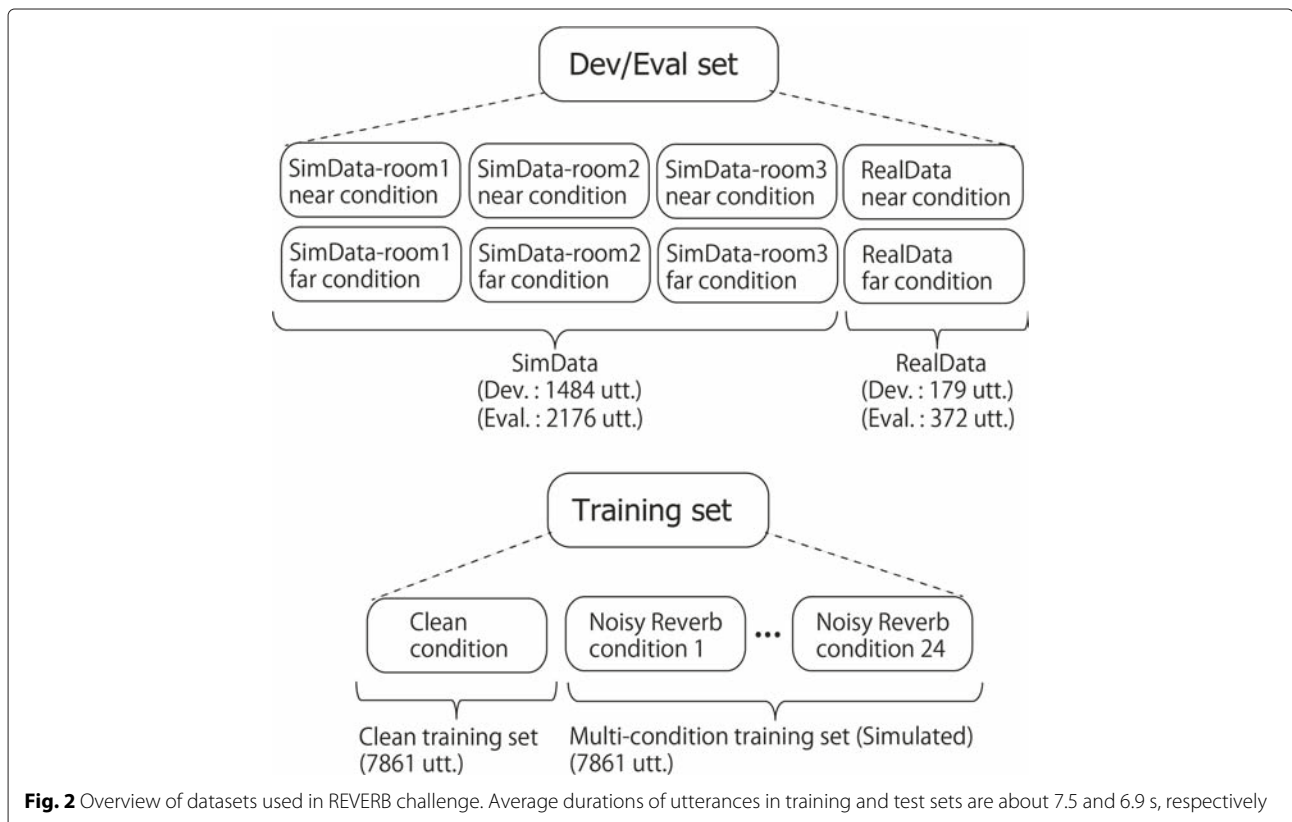 Dev/Eval set
SimData-room1
near condition
SimData-room2
near condition
SimData-room3
near condition
RealData
near condition
SimData-room1
far condition
SimData-room2
far condition
SimData-room3
far condition
RealData
far condition
SimData
(Dev. : 1484 utt.)
(Eval. : 2176 utt.)
RealData
(Dev. : 179 utt.)
(Eval. : 372 utt.)
Training set
Clean
condition
Noisy Reverb
condition 1
•••
Noisy Reverb
condition 24
Clean training set
(7861 utt.)
Multi-condition training set (Simulated)
(7861 utt.)
Fig. 2 Overview of datasets used in REVERB challenge. Average durations of utterances in training and test sets are about 7.5 and 6.9 s, respectively